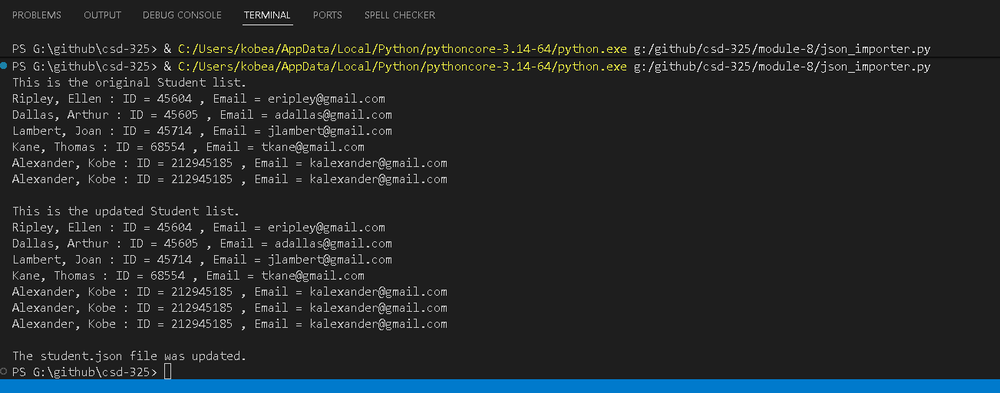 PROBLEMS OUTPUT DEBUG CONSOLE TERMINAL PORTS SPELL CHECKER
PS G:\github\csd-325> & C:/Users/kobea/AppData/Local/Python/pythoncore-3.14-64/python.exe g:/github/csd-325/module-8/json_importer.py
PS G:\github\csd-325> & C:/Users/kobea/AppData/Local/Python/pythoncore-3.14-64/python.exe g:/github/csd-325/module-8/json_importer.py
This is the original Student list.
Ripley, Ellen : ID = 45604 , Email = eripley@gmail.com
Dallas, Arthur : ID = 45605 , Email = adallas@gmail.com
Lambert, Joan : ID = 45714 , Email = jlambert@gmail.com
Kane, Thomas : ID = 68554 , Email = tkane@gmail.com
Alexander, Kobe : ID = 212945185 , Email = kalexander@gmail.com
Alexander, Kobe : ID = 212945185 , Email = kalexander@gmail.com
This is the updated Student list.
Ripley, Ellen : ID = 45604 , Email = eripley@gmail.com
Dallas, Arthur : ID = 45605 , Email = adallas@gmail.com
Lambert, Joan : ID = 45714 , Email = jlambert@gmail.com
Kane, Thomas : ID = 68554 , Email = tkane@gmail.com
Alexander, Kobe : ID = 212945185 , Email = kalexander@gmail.com
Alexander, Kobe : ID = 212945185 , Email = kalexander@gmail.com
Alexander, Kobe : ID = 212945185 , Email = kalexander@gmail.com
The student.json file was updated.
PS G:\github\csd-325>